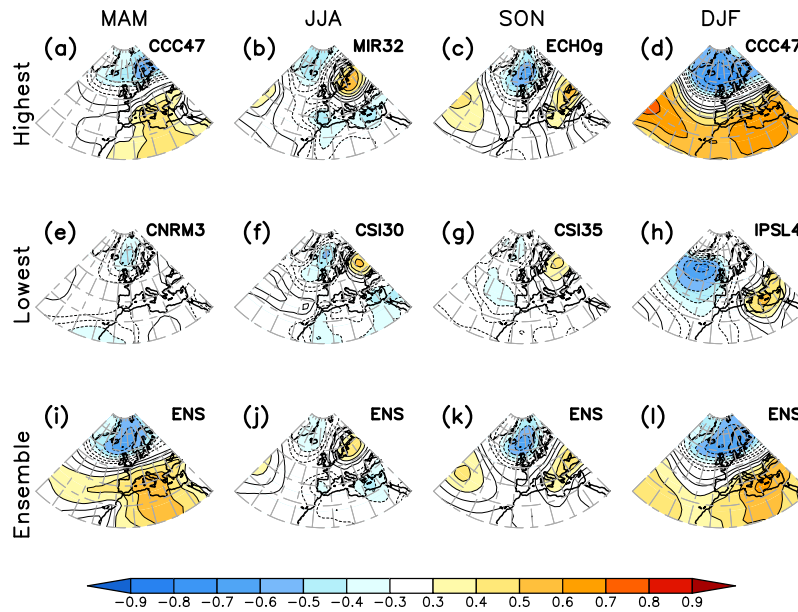 MAM JJA SON DJF
Highest
(a) CCC47 (b) MIR32 (c) ECHOg (d) CCC47
Lowest
(e) CNRM3 (f) CSI30 (g) CSI35 (h) IPSL4
Ensemble
(i) ENS (j) ENS (k) ENS (l) ENS
−0.9 −0.8 −0.7 −0.6 −0.5 −0.4 −0.3 0.3 0.4 0.5 0.6 0.7 0.8 0.9